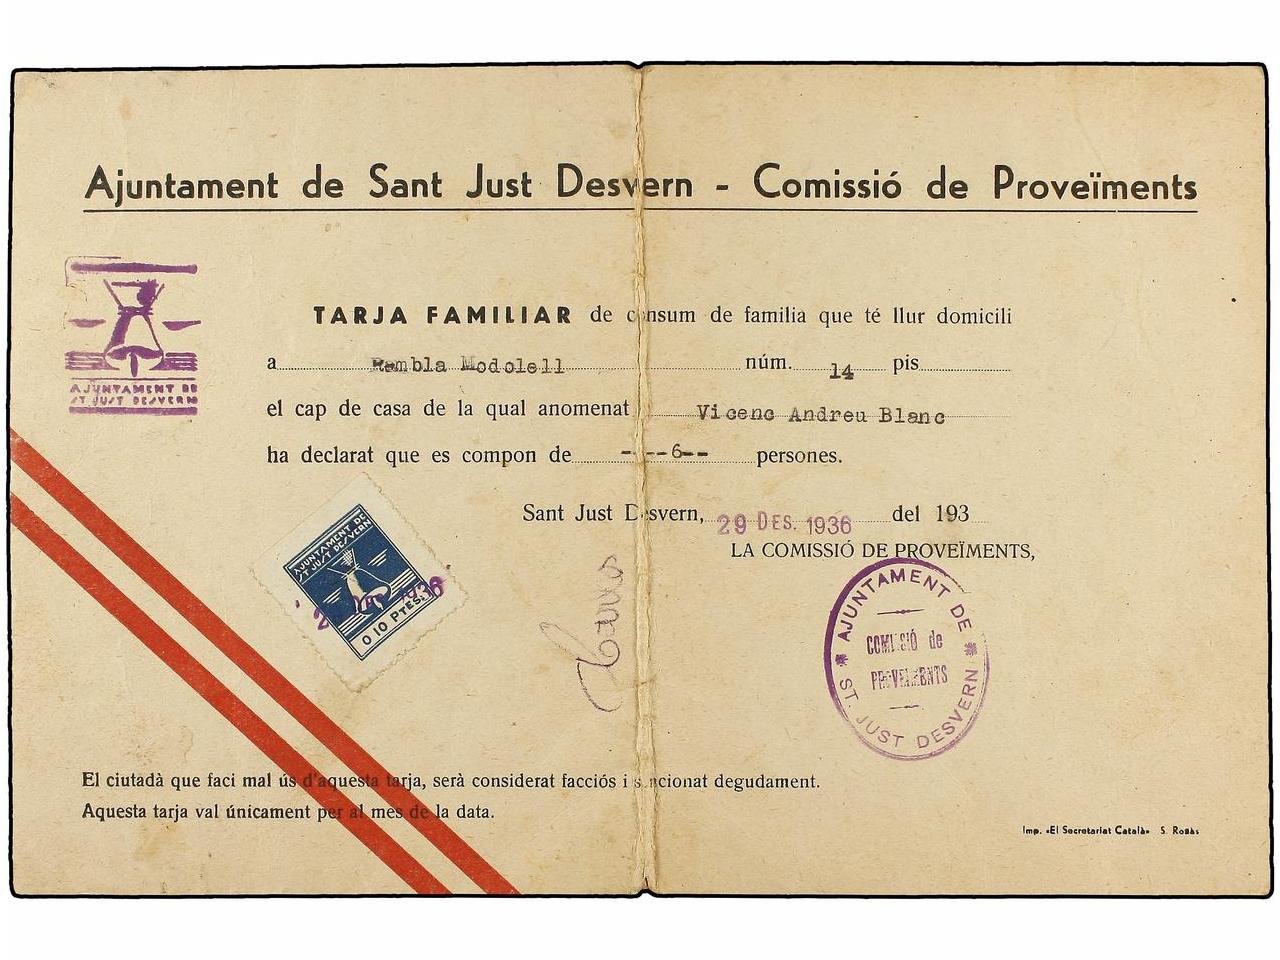 Ajuntament de Sant Just Desvern - Comissió de Proveïments
AJUNTAMENT DE
ST JUST DESVERN
TARJA FAMILIAR de consum de familia que té llur domicili
a Rambla Modolell núm. 14 pis
el cap de casa de la qual anomenat Vicenc Andreu Blanc
ha declarat que es compon de ----6-- persones.
Sant Just Desvern, 29 DES. 1936 del 193
LA COMISSIÓ DE PROVEÏMENTS,
AJUNTAMENT DE
ST JUST DESVERN
1936
0 10 PTES.
AJUNTAMENT DE
COMISSIÓ de
PROVEÏMENTS
ST. JUST DESVERN
El ciutadà que faci mal ús d'aquesta tarja, serà considerat facciós i sancionat degudament.
Aquesta tarja val únicament per al mes de la data.
Imp. «El Secretariat Català» S. Rosàs